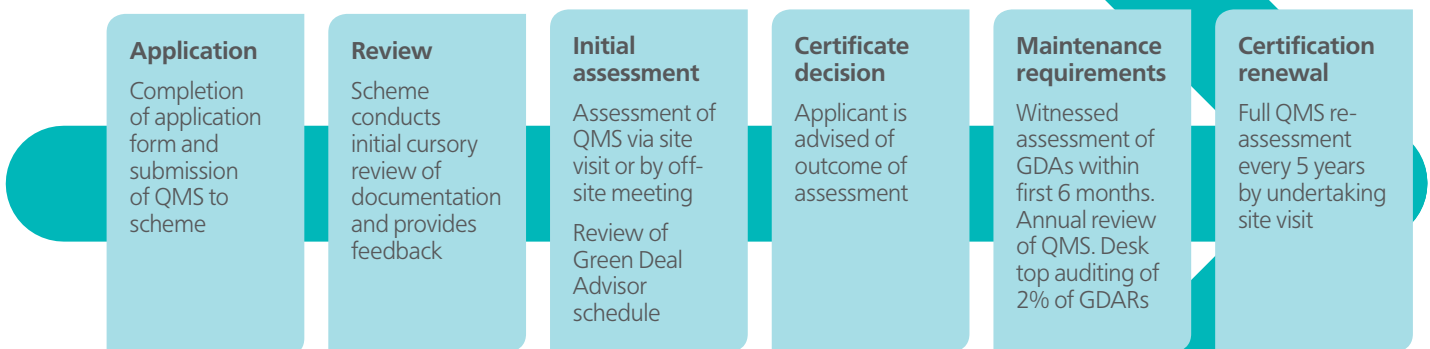 Application
Completion
of application
form and
submission
of QMS to
scheme
Review
Scheme
conducts
initial cursory
review of
documentation
and provides
feedback
Initial
assessment
Assessment of
QMS via site
visit or by off-
site meeting
Review of
Green Deal
Advisor
schedule
Certificate
decision
Applicant is
advised of
outcome of
assessment
Maintenance
requirements
Witnessed
assessment of
GDAs within
first 6 months.
Annual review
of QMS. Desk
top auditing of
2% of GDARs
Certification
renewal
Full QMS re-
assessment
every 5 years
by undertaking
site visit